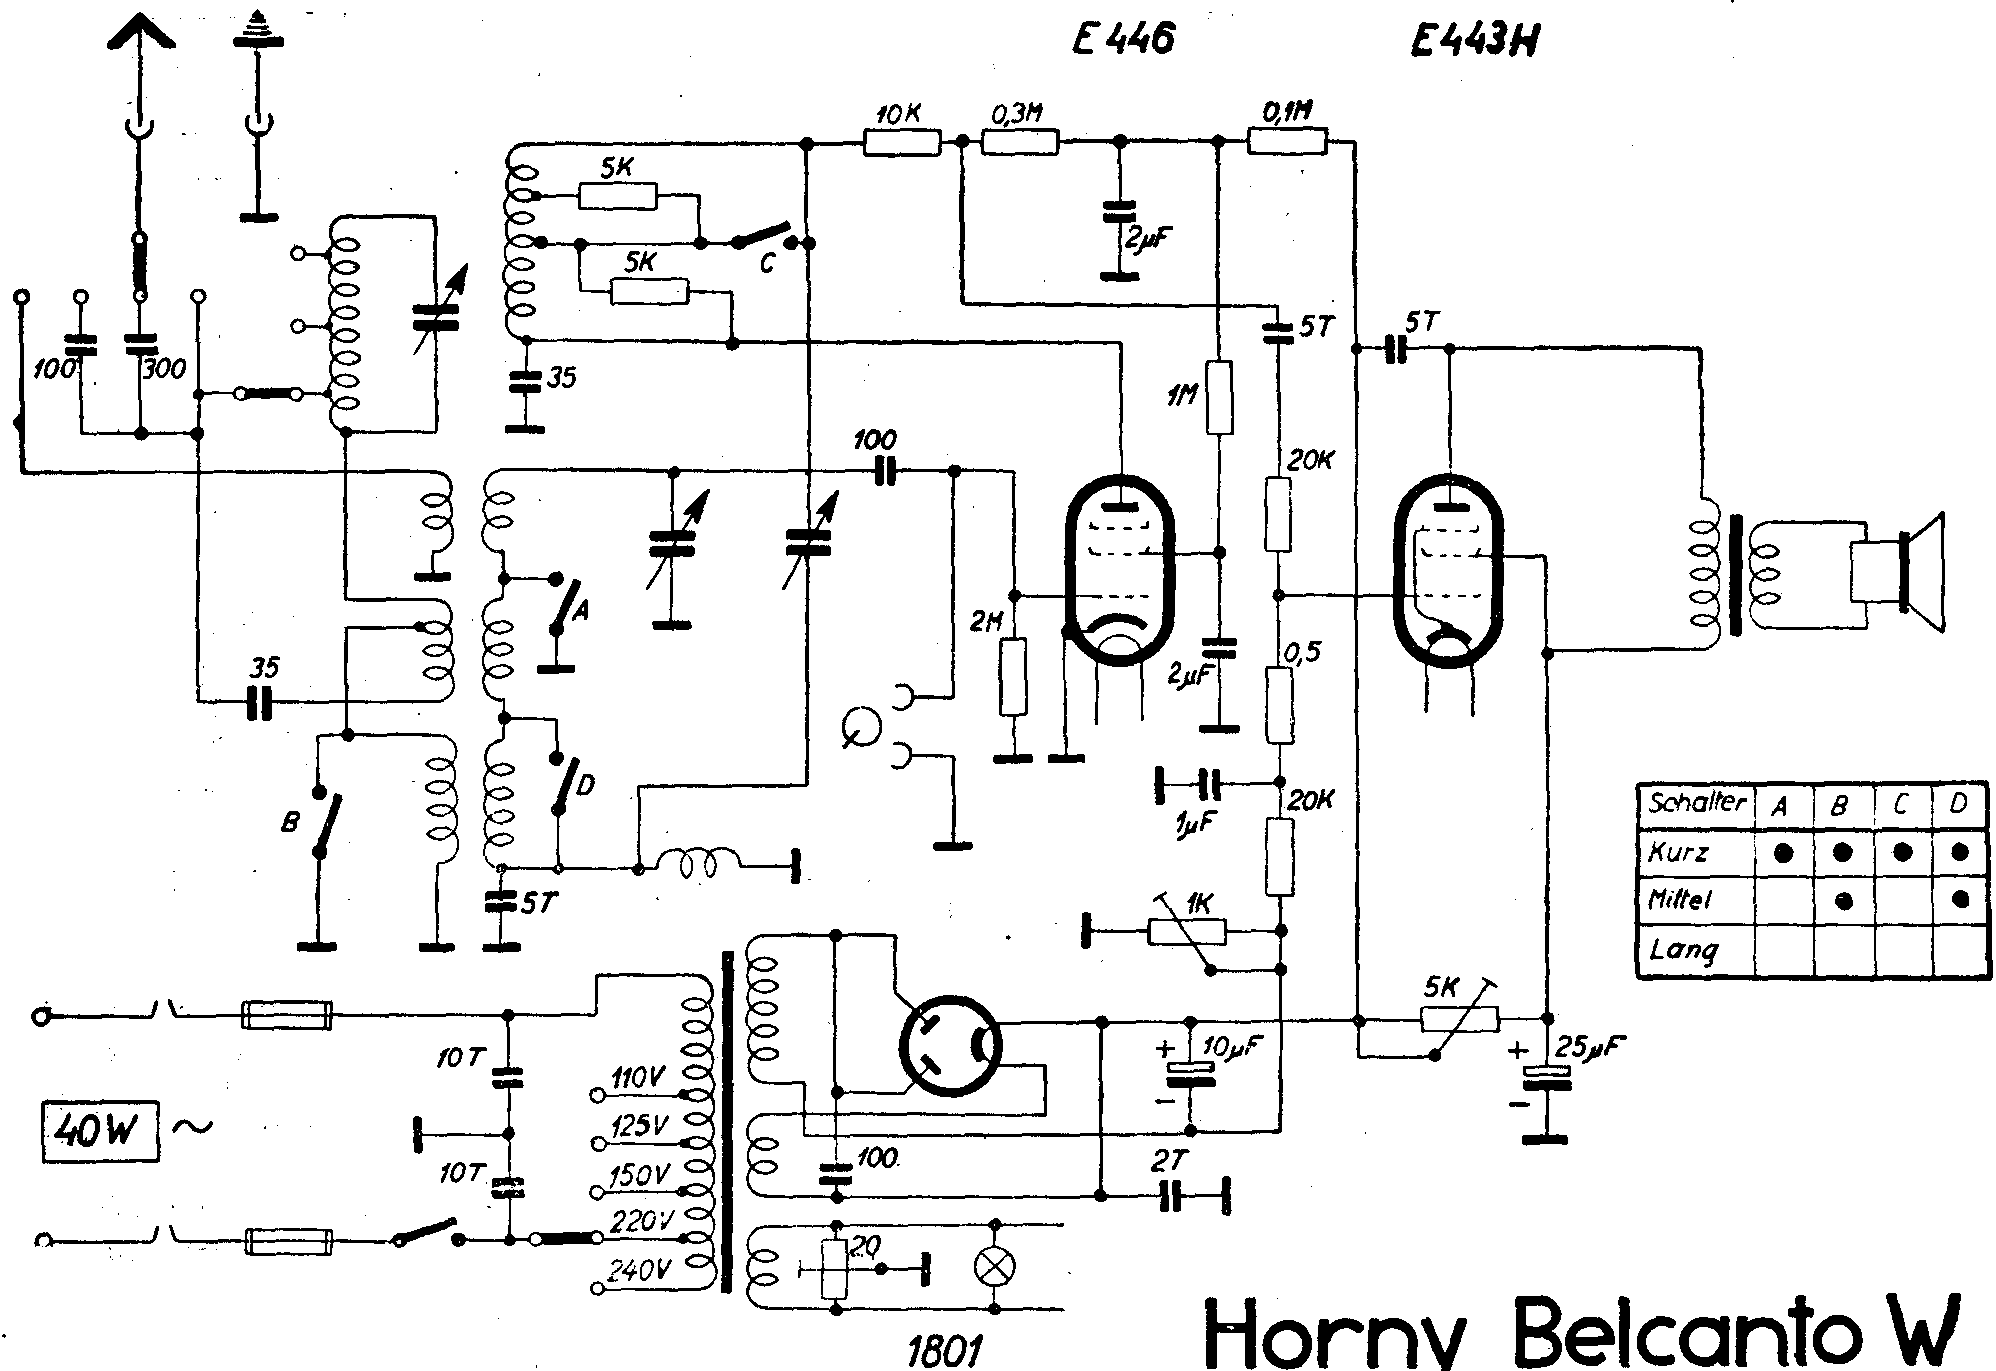 E446 E443H
10K 0,3M 0,1M
5K
C
2µF
5K
5T 5T
100 300
35
1M
100
20K
A
2M
35
2µF
0,5
D
B
1µF
20K
Schalter A B C D
Kurz ● ● ● ●
Mittel ● ●
Lang
5T
1K
5K
+ 10µF -
+ 25µF -
10T
110V
40W ~
125V
10T
150V
100
2T
220V
20
240V
1801
Horny Belcanto W